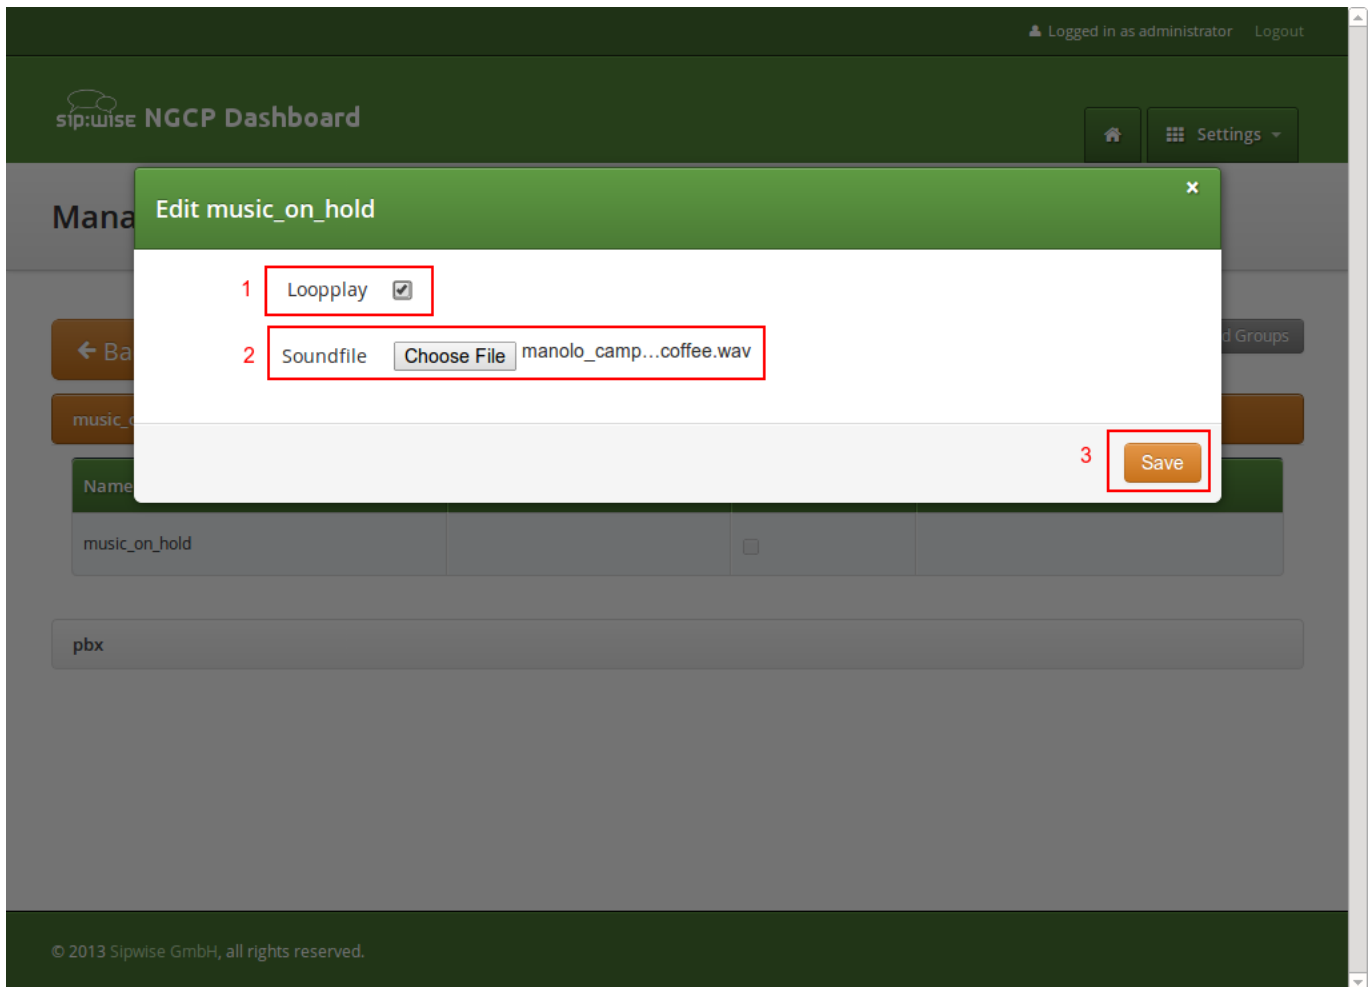 Logged in as administrator Logout
sip:wise NGCP Dashboard
Settings
Mana
Edit music_on_hold ×
1 Loopplay
2 Soundfile Choose File manolo_camp...coffee.wav
Ba
d Groups
music_o
3 Save
Name
music_on_hold
pbx
© 2013 Sipwise GmbH, all rights reserved.